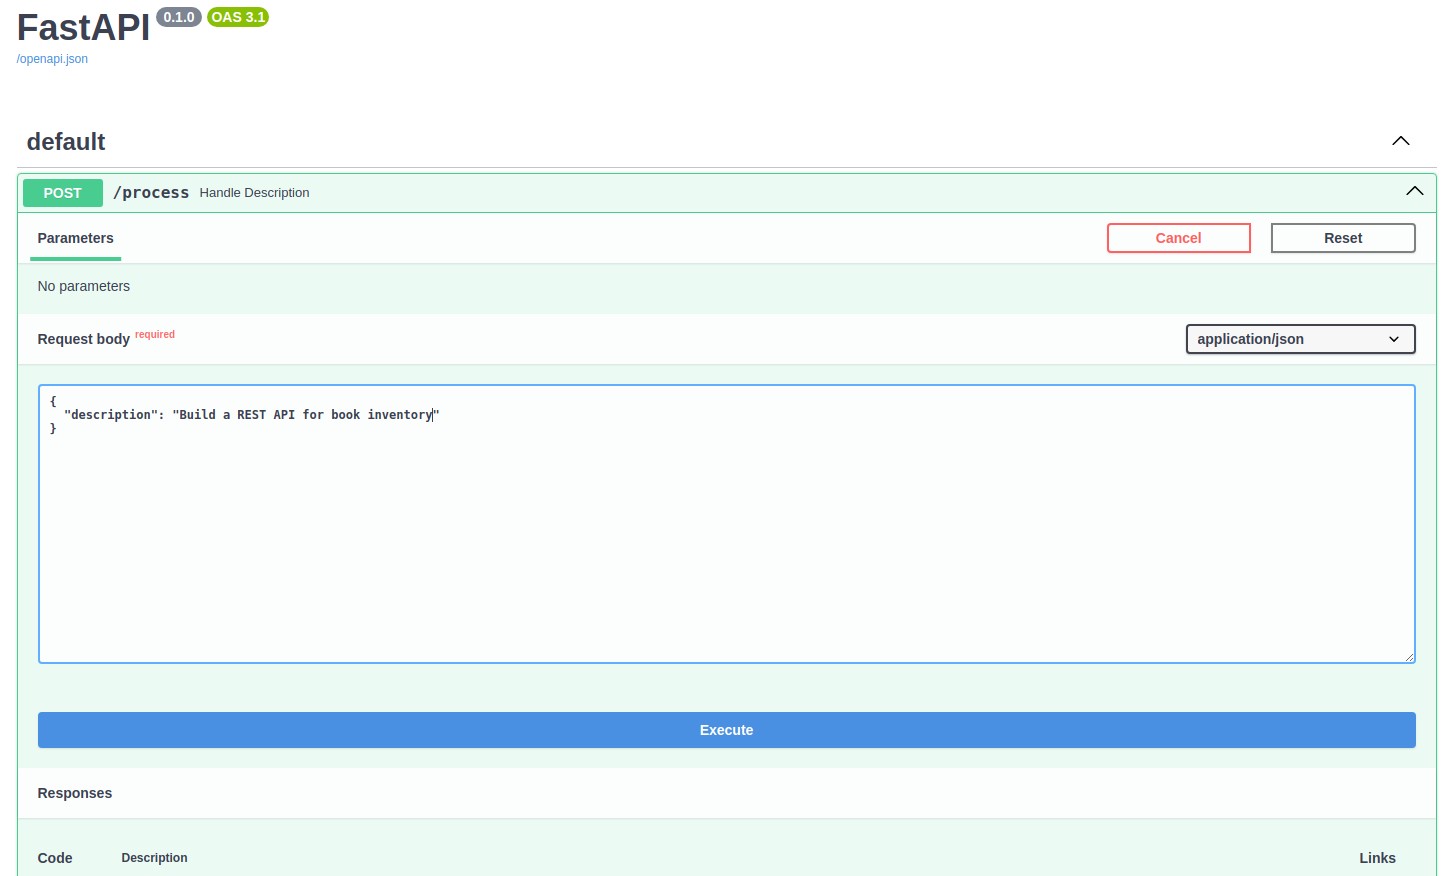 FastAPI 0.1.0 OAS 3.1
/openapi.json
default
POST /process Handle Description
Parameters Cancel Reset
No parameters
Request body required application/json
{
  "description": "Build a REST API for book inventory"
}
Execute
Responses
Code Description Links